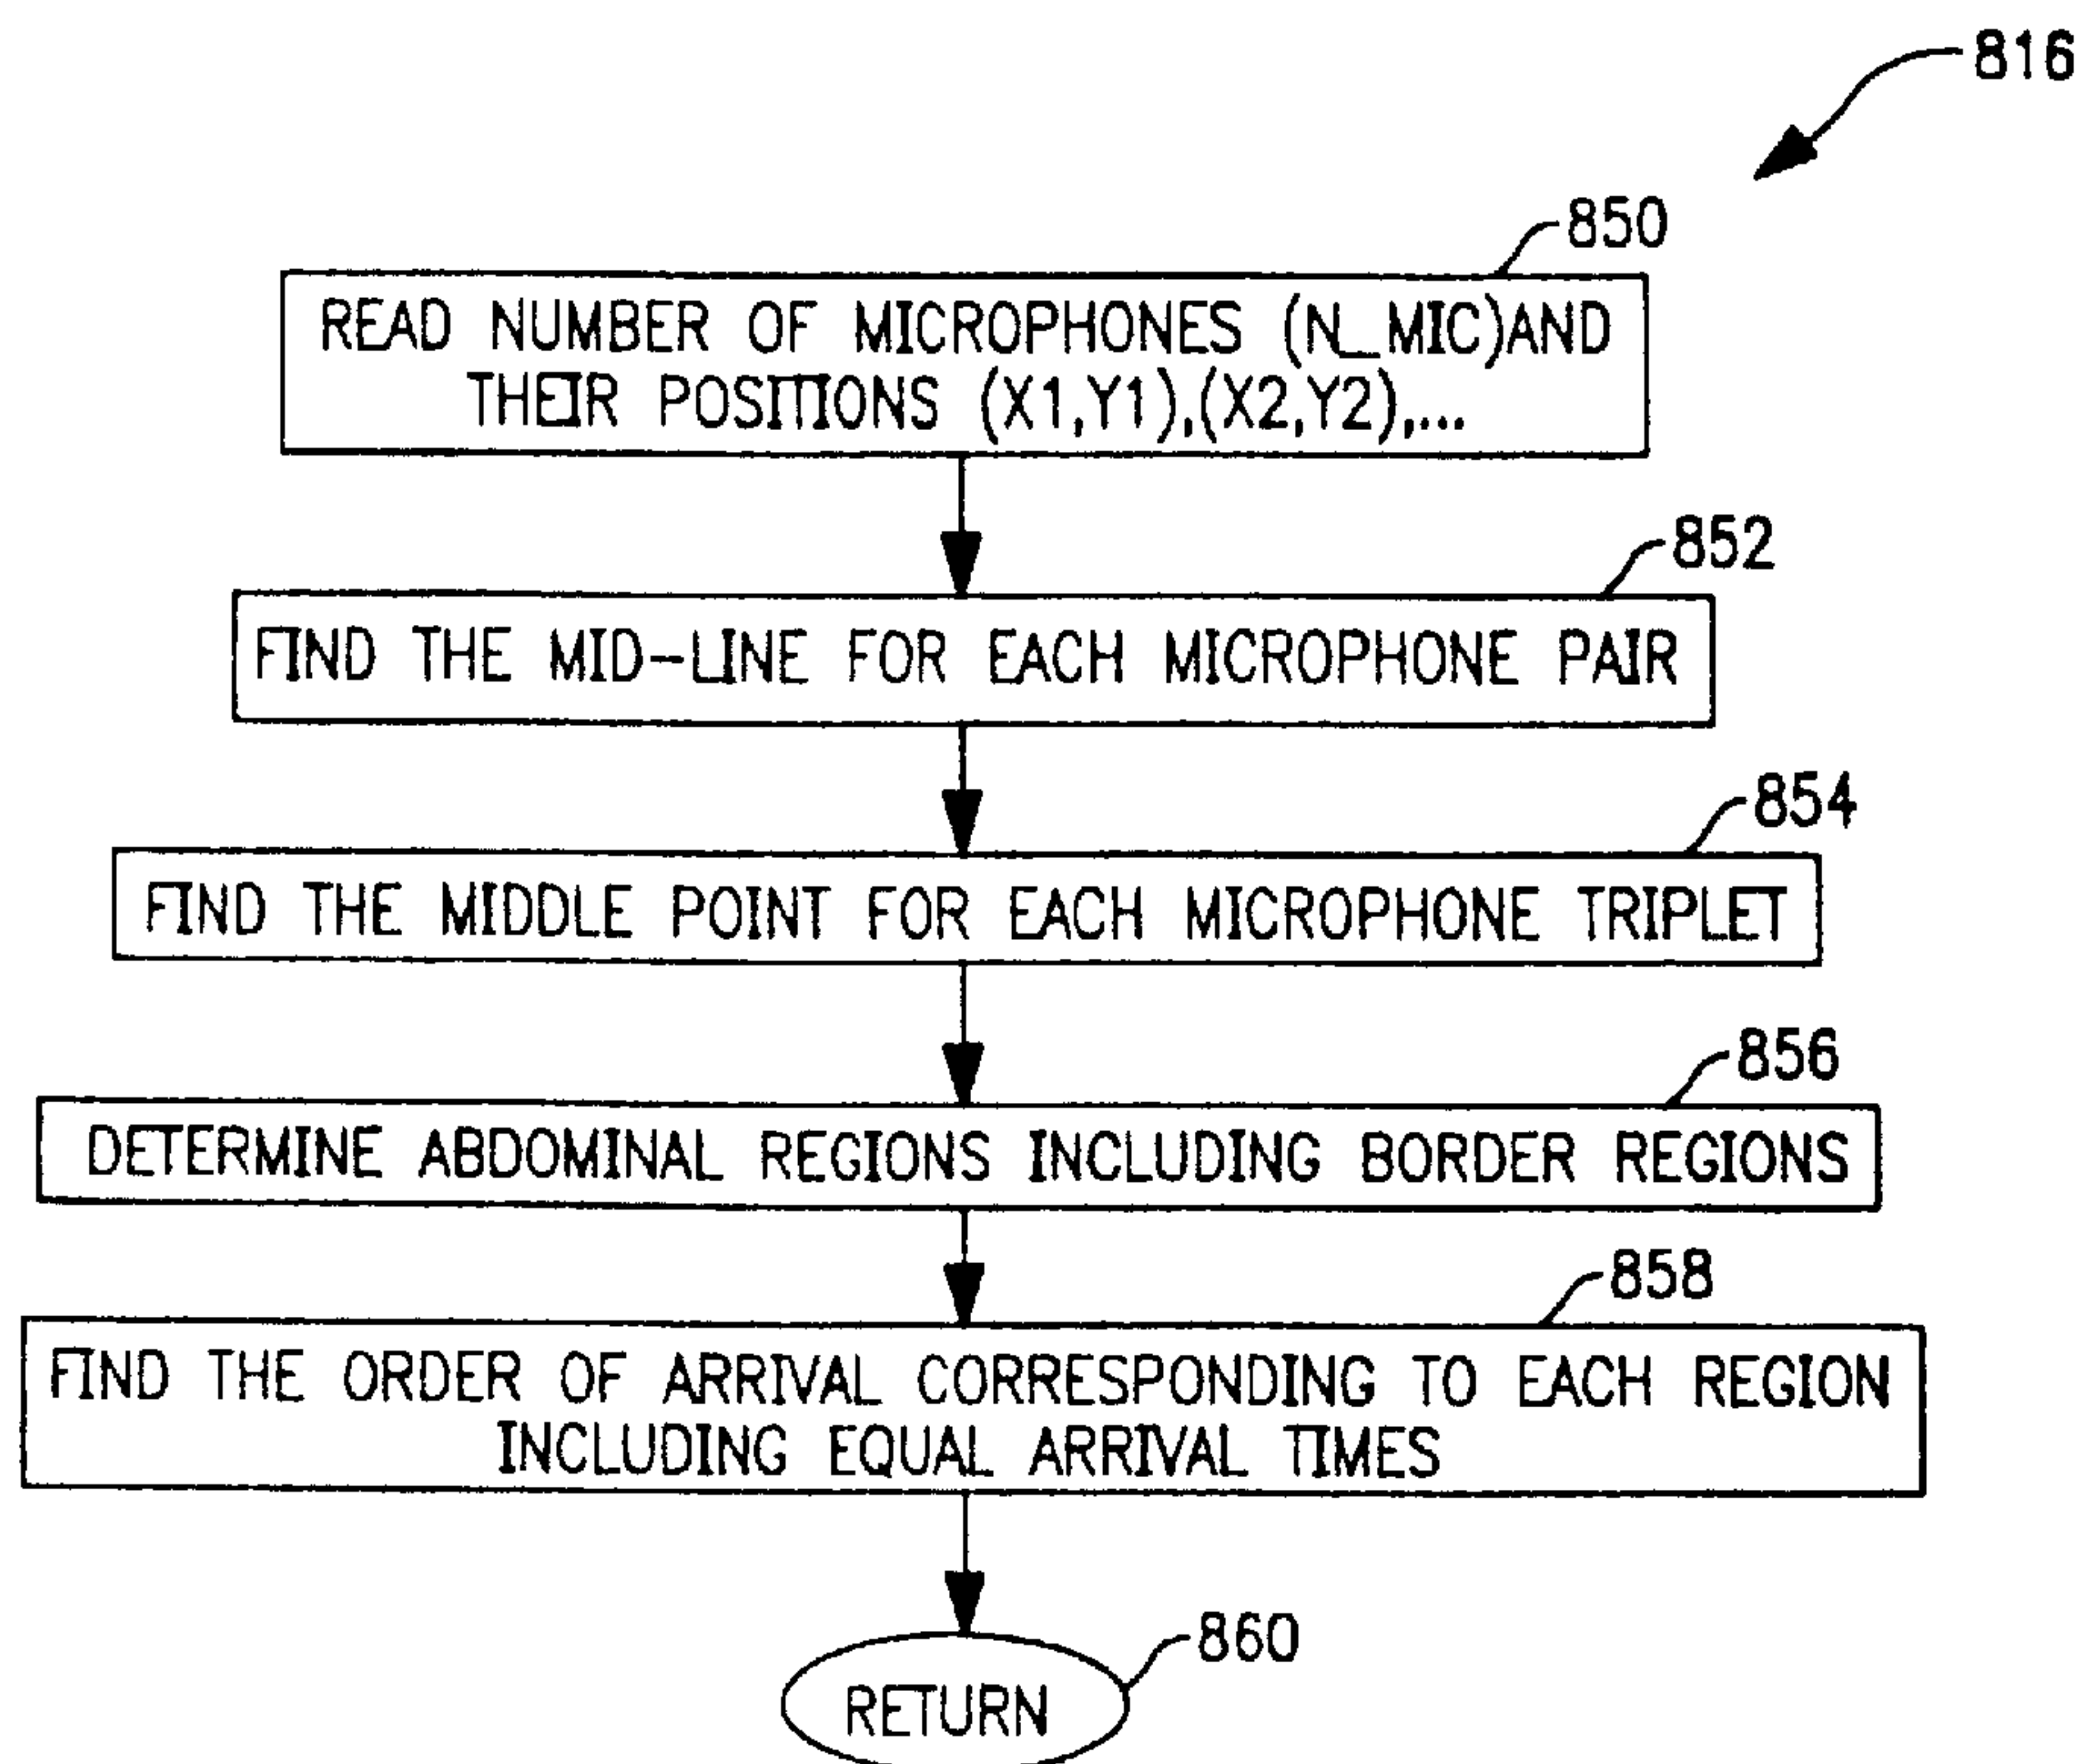 816
850
READ NUMBER OF MICROPHONES (N_MIC)AND
THEIR POSITIONS (X1,Y1),(X2,Y2),...
852
FIND THE MID-LINE FOR EACH MICROPHONE PAIR
854
FIND THE MIDDLE POINT FOR EACH MICROPHONE TRIPLET
856
DETERMINE ABDOMINAL REGIONS INCLUDING BORDER REGIONS
858
FIND THE ORDER OF ARRIVAL CORRESPONDING TO EACH REGION
INCLUDING EQUAL ARRIVAL TIMES
860
RETURN